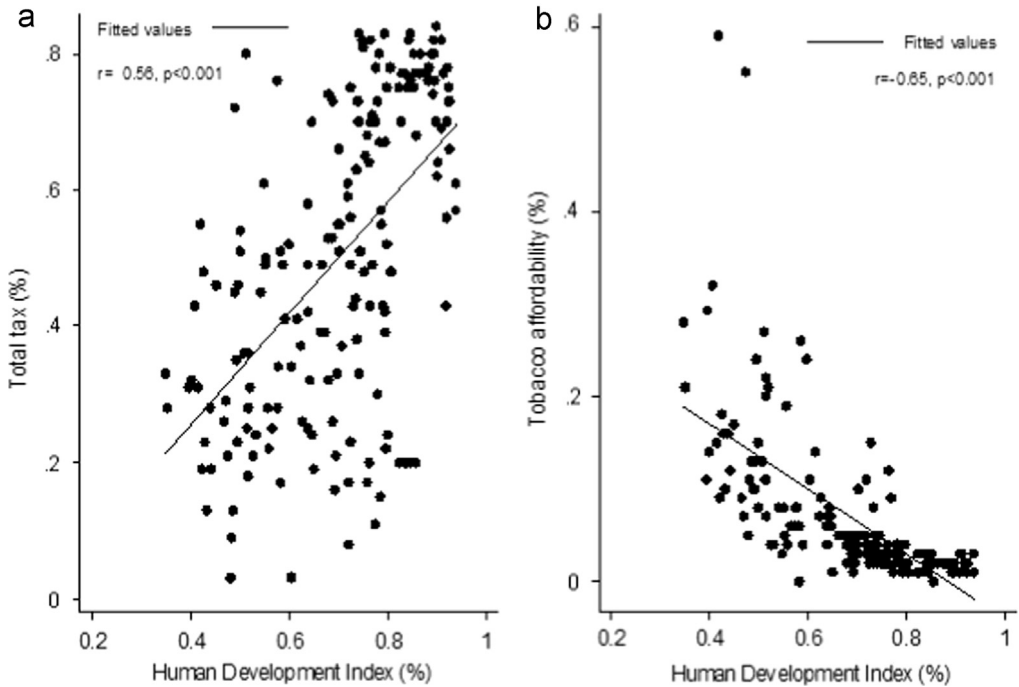 a
Fitted values
r= 0.56, p<0.001
Total tax (%)
.8
.6
.4
.2
0
0.2 0.4 0.6 0.8 1
Human Development Index (%)
b
Fitted values
r=-0.65, p<0.001
Tobacco affordability (%)
.6
.4
.2
0
0.2 0.4 0.6 0.8 1
Human Development Index (%)